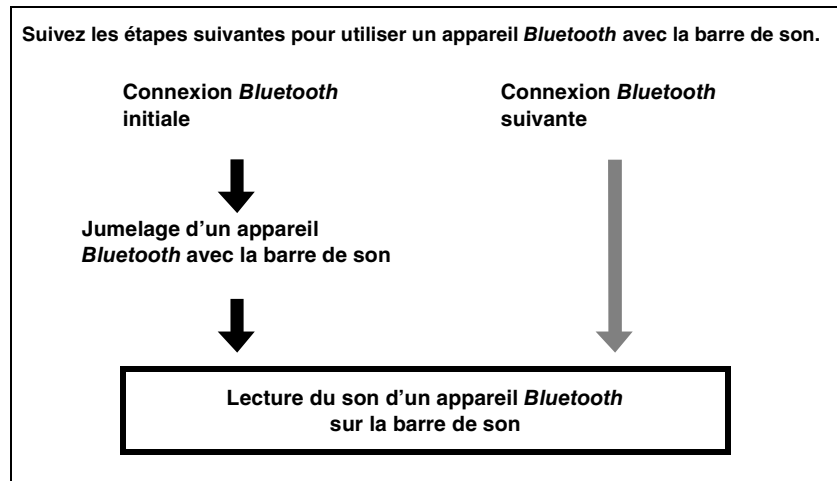 Suivez les étapes suivantes pour utiliser un appareil Bluetooth avec la barre de son.
Connexion Bluetooth
initiale
Connexion Bluetooth
suivante
Jumelage d'un appareil
Bluetooth avec la barre de son
Lecture du son d'un appareil Bluetooth
sur la barre de son